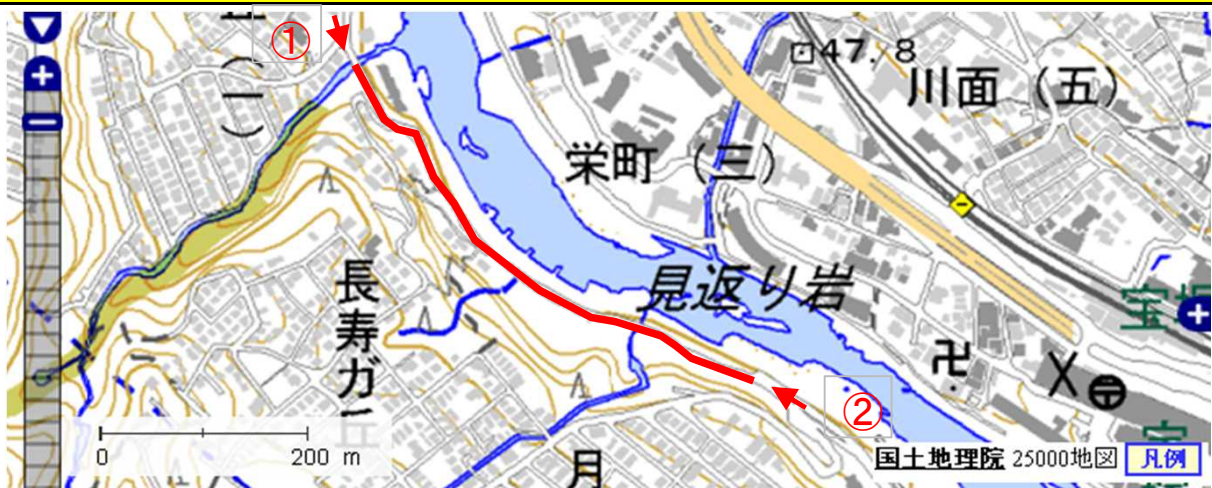 ①
47.8
川面（五）
栄町（三）
見返り岩
長寿ガ丘
月
②
0 200 m
国土地理院 25000地図 凡例